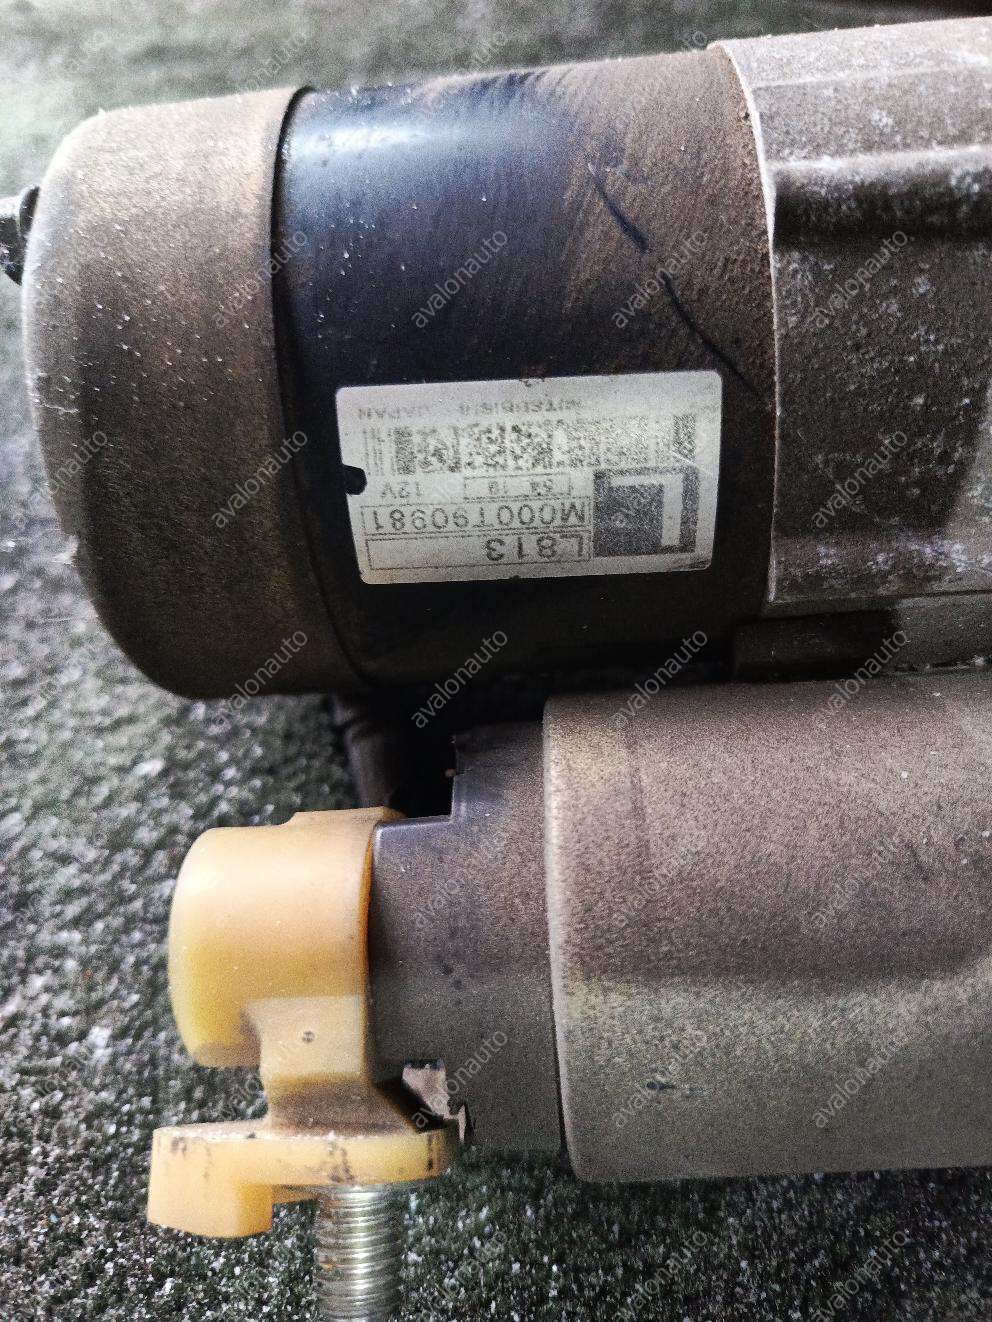 L813
M000T90981
12V
MITSUBISHI JAPAN
avalonauto